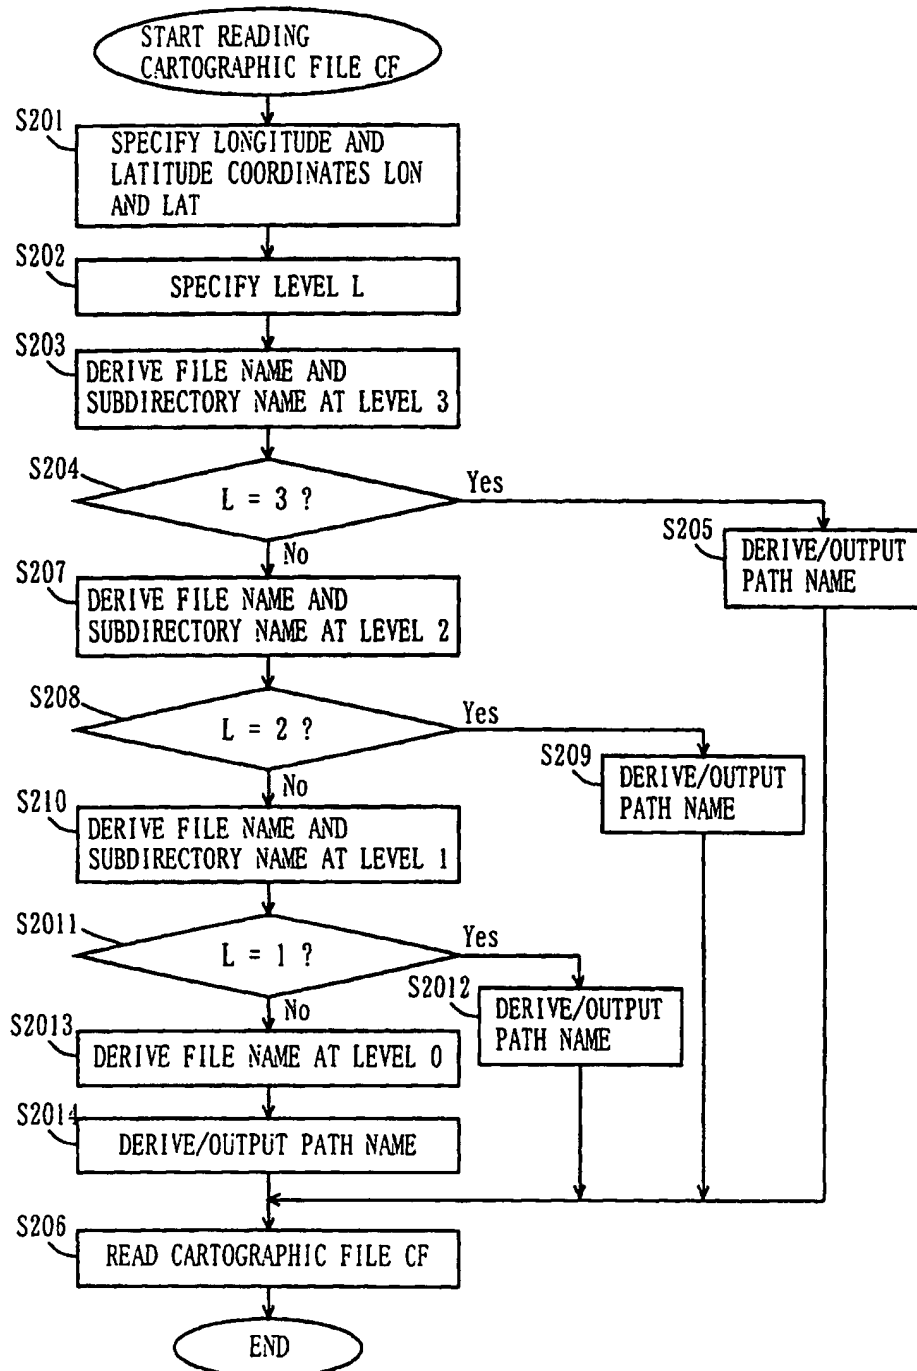 START READING
CARTOGRAPHIC FILE CF
S201
SPECIFY LONGITUDE AND
LATITUDE COORDINATES LON
AND LAT
S202
SPECIFY LEVEL L
S203
DERIVE FILE NAME AND
SUBDIRECTORY NAME AT LEVEL 3
S204
L = 3 ?
Yes
No
S205
DERIVE/OUTPUT
PATH NAME
S207
DERIVE FILE NAME AND
SUBDIRECTORY NAME AT LEVEL 2
S208
L = 2 ?
Yes
No
S209
DERIVE/OUTPUT
PATH NAME
S210
DERIVE FILE NAME AND
SUBDIRECTORY NAME AT LEVEL 1
S2011
L = 1 ?
Yes
No
S2012
DERIVE/OUTPUT
PATH NAME
S2013
DERIVE FILE NAME AT LEVEL 0
S2014
DERIVE/OUTPUT PATH NAME
S206
READ CARTOGRAPHIC FILE CF
END